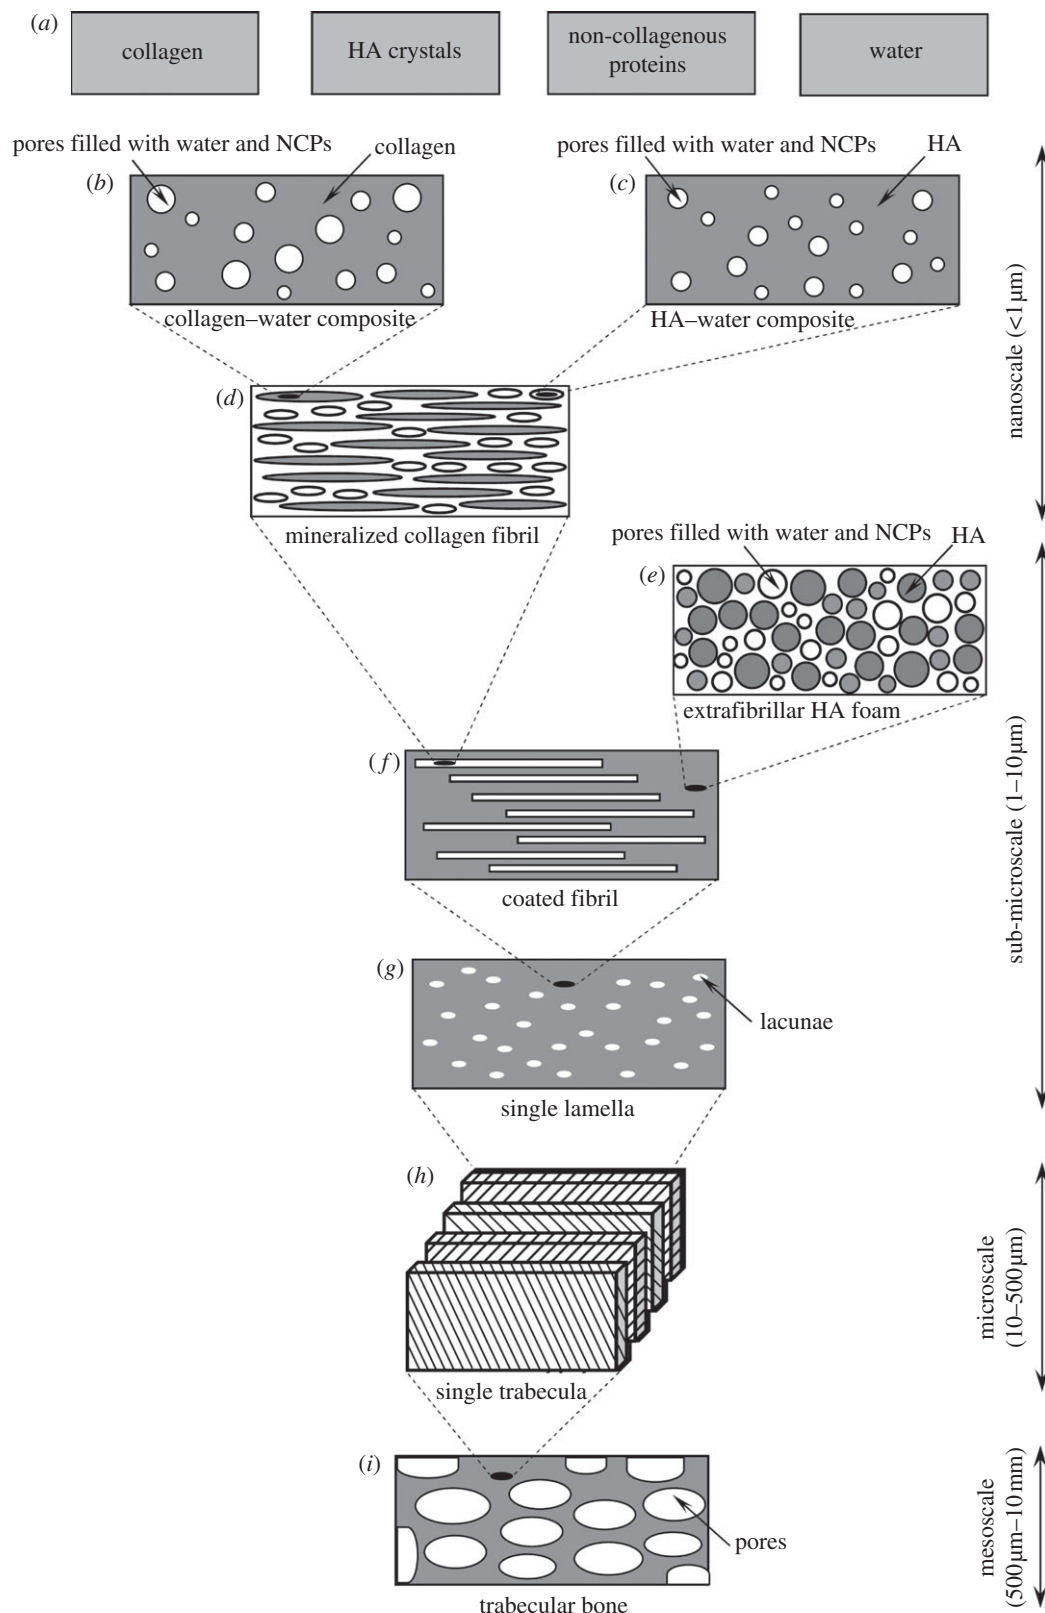 (a)
collagen
HA crystals
non-collagenous
proteins
water
pores filled with water and NCPs
collagen
(b)
collagen–water composite
pores filled with water and NCPs
HA
(c)
HA–water composite
nanoscale (<1 µm)
(d)
mineralized collagen fibril
pores filled with water and NCPs
HA
(e)
extrafibrillar HA foam
(f)
coated fibril
sub-microscale (1–10 µm)
(g)
lacunae
single lamella
(h)
single trabecula
microscale
(10–500 µm)
(i)
pores
trabecular bone
mesoscale
(500 µm–10 mm)